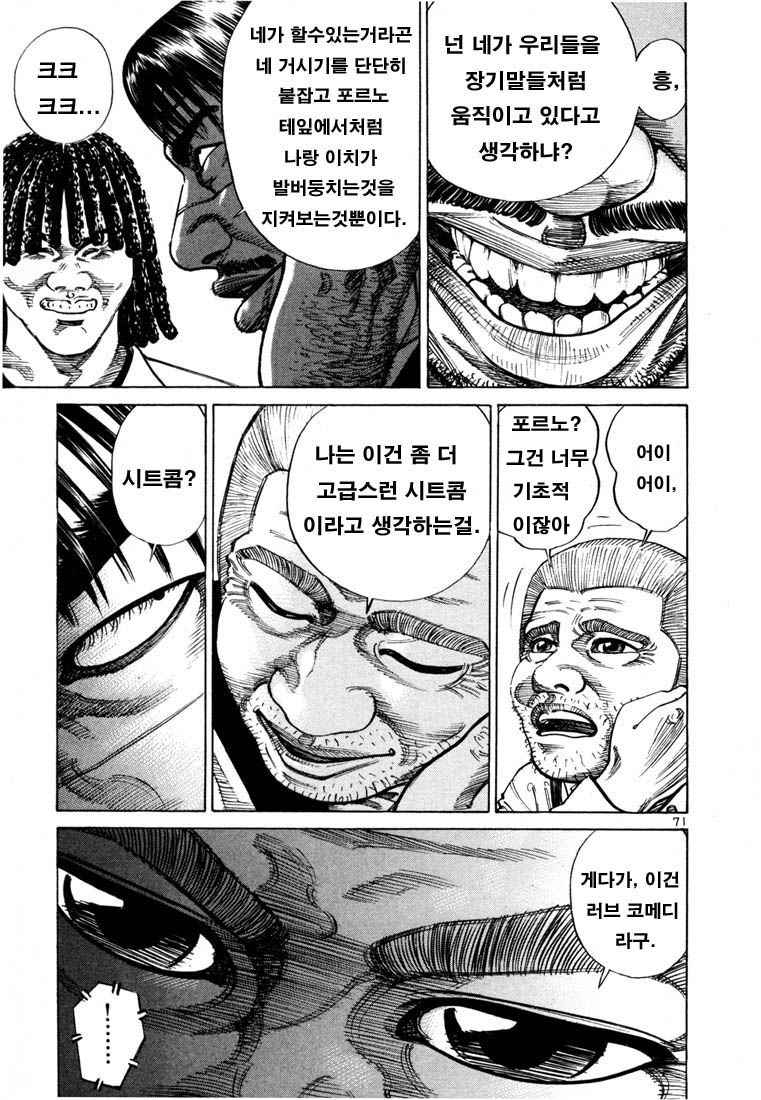 흥,
넌 네가 우리들을
장기말들처럼
움직이고 있다고
생각하냐?
네가 할수있는거라곤
네 거시기를 단단히
붙잡고 포르노
테잎에서처럼
나랑 이치가
발버둥치는것을
지켜보는것뿐이다.
크크
크크...
어이
어이,
포르노?
그건 너무
기초적
이잖아
나는 이건 좀 더
고급스런 시트콤
이라고 생각하는걸.
시트콤?
71
게다가, 이건
러브 코메디
라구.
!......